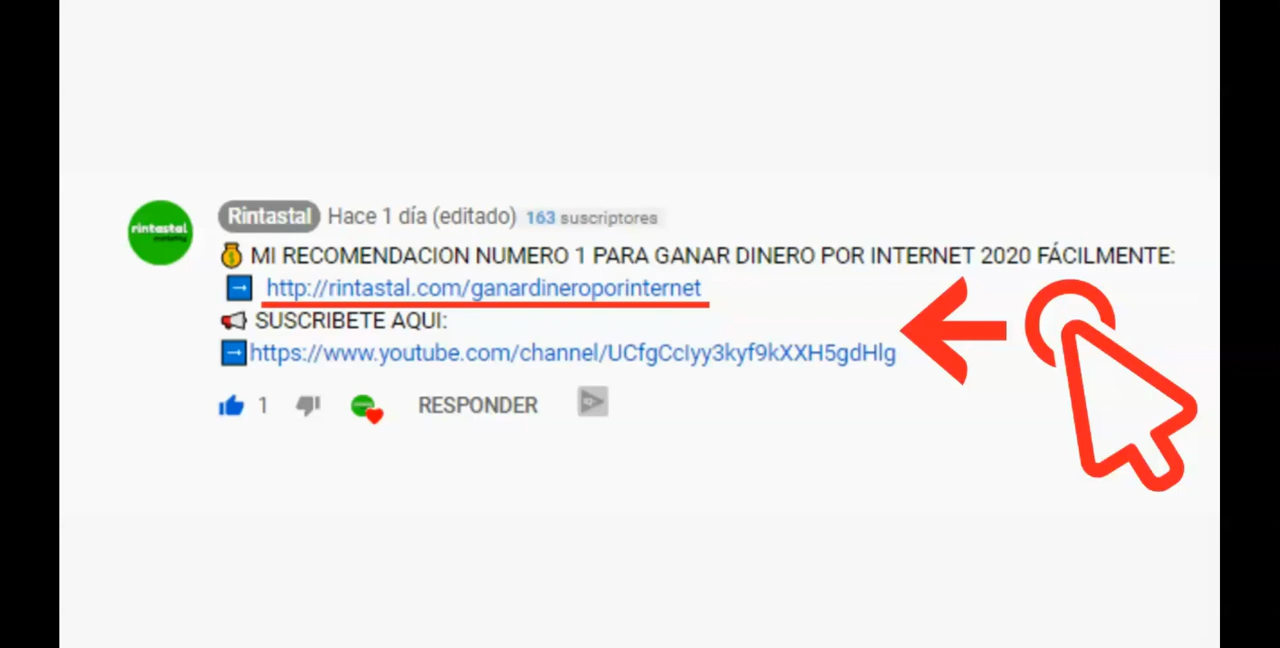 rintastal
marketing
Rintastal Hace 1 día (editado) 163 suscriptores
💰 MI RECOMENDACION NUMERO 1 PARA GANAR DINERO POR INTERNET 2020 FÁCILMENTE:
➡ http://rintastal.com/ganardineroporinternet
📢 SUSCRIBETE AQUI:
➡https://www.youtube.com/channel/UCfgCcIyy3kyf9kXXH5gdHlg
1 RESPONDER